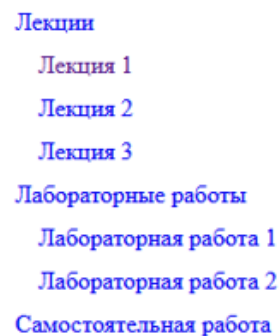 Лекции
Лекция 1
Лекция 2
Лекция 3
Лабораторные работы
Лабораторная работа 1
Лабораторная работа 2
Самостоятельная работа